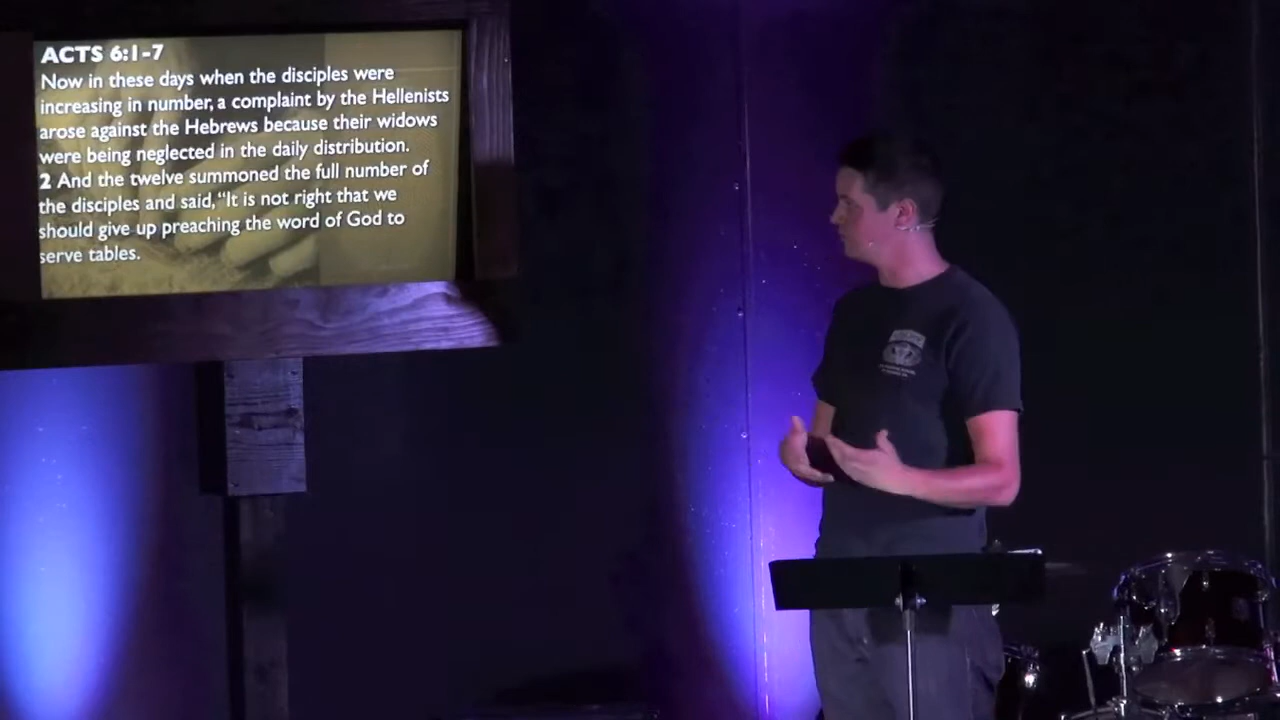 ACTS 6:1-7
Now in these days when the disciples were
increasing in number, a complaint by the Hellenists
arose against the Hebrews because their widows
were being neglected in the daily distribution.
2 And the twelve summoned the full number of
the disciples and said, “It is not right that we
should give up preaching the word of God to
serve tables.